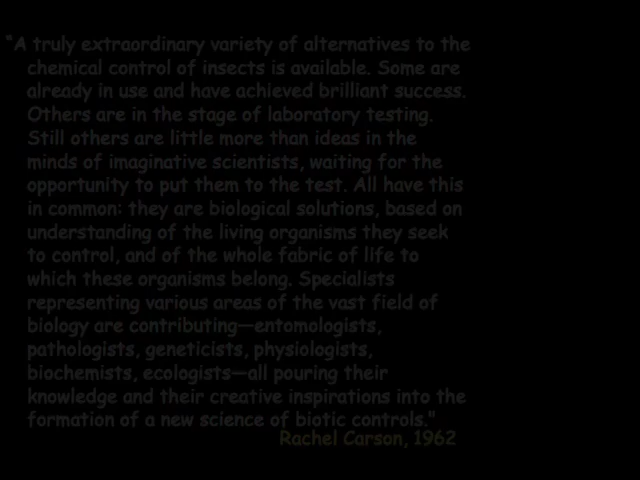 “A truly extraordinary variety of alternatives to the
chemical control of insects is available. Some are
already in use and have achieved brilliant success.
Others are in the stage of laboratory testing.
Still others are little more than ideas in the
minds of imaginative scientists, waiting for the
opportunity to put them to the test. All have this
in common: they are biological solutions, based on
understanding of the living organisms they seek
to control, and of the whole fabric of life to
which these organisms belong. Specialists
representing various areas of the vast field of
biology are contributing—entomologists,
pathologists, geneticists, physiologists,
biochemists, ecologists—all pouring their
knowledge and their creative inspirations into the
formation of a new science of biotic controls."
Rachel Carson, 1962